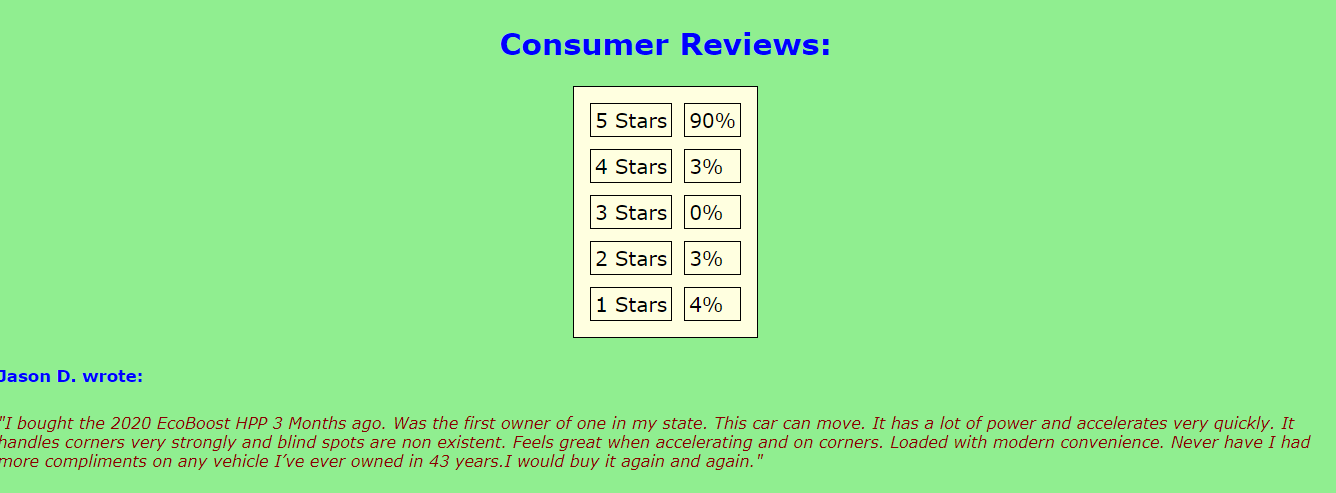 Consumer Reviews:
5 Stars 90%
4 Stars 3%
3 Stars 0%
2 Stars 3%
1 Stars 4%
Jason D. wrote:
"I bought the 2020 EcoBoost HPP 3 Months ago. Was the first owner of one in my state. This car can move. It has a lot of power and accelerates very quickly. It
handles corners very strongly and blind spots are non existent. Feels great when accelerating and on corners. Loaded with modern convenience. Never have I had
more compliments on any vehicle I’ve ever owned in 43 years.I would buy it again and again."